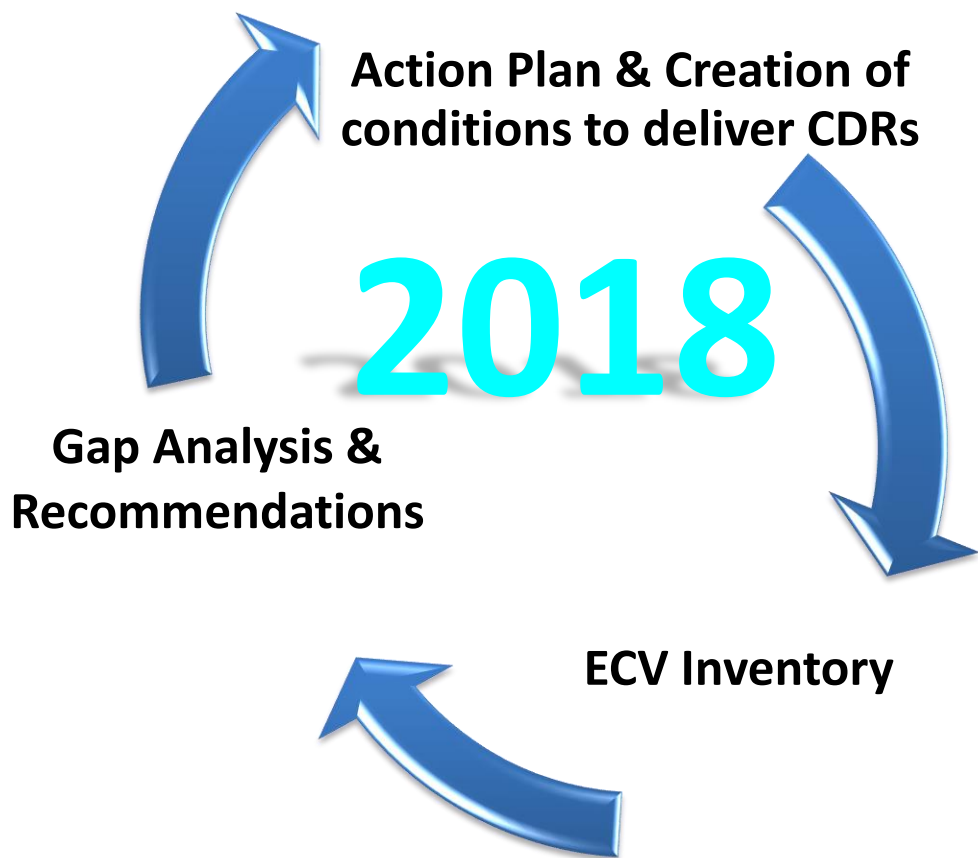 Action Plan & Creation of
conditions to deliver CDRs
2018
Gap Analysis &
Recommendations
ECV Inventory